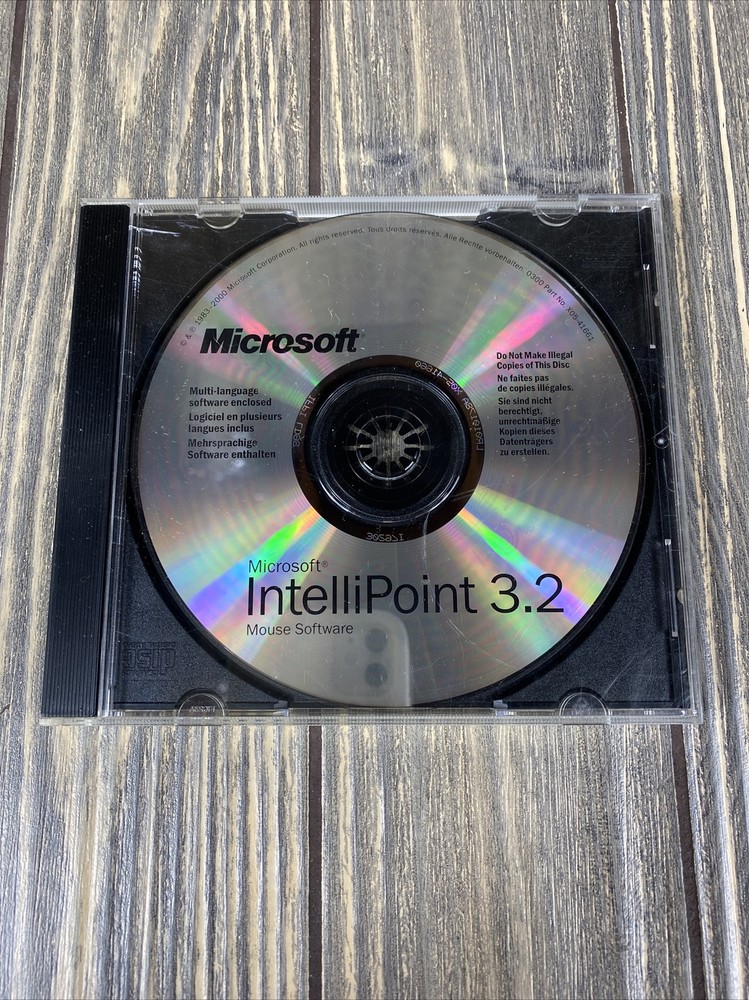 © & ℗ 1983-2000 Microsoft Corporation. All rights reserved. Tous droits réservés. Alle Rechte vorbehalten. 0300 Part No. X05-41661
Microsoft
Multi-language
software enclosed
Logiciel en plusieurs
langues inclus
Mehrsprachige
Software enthalten
Do Not Make Illegal
Copies of This Disc
Ne faites pas
de copies illégales.
Sie sind nicht
berechtigt,
unrechtmäßige
Kopien dieses
Datenträgers
zu erstellen.
Microsoft®
IntelliPoint 3.2
Mouse Software
disc